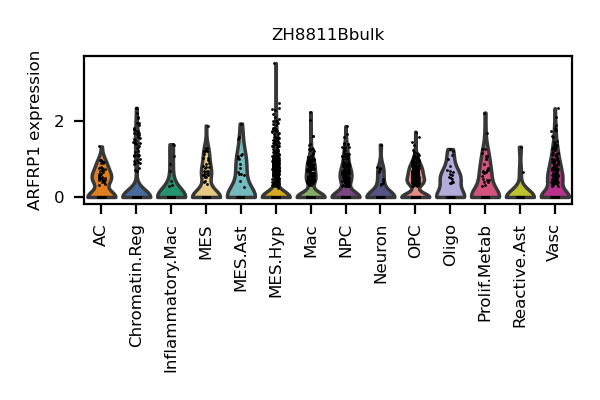 ZH8811Bbulk
ARFRP1 expression
2
0
AC
Chromatin.Reg
Inflammatory.Mac
MES
MES.Ast
MES.Hyp
Mac
NPC
Neuron
OPC
Oligo
Prolif.Metab
Reactive.Ast
Vasc